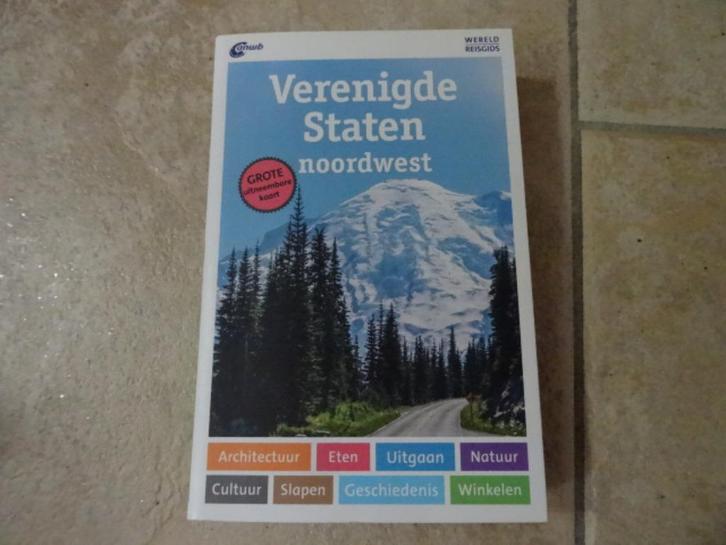 anwb
WERELD
REISGIDS
Verenigde
Staten
noordwest
GROTE
uitneembare
kaart
Architectuur Eten Uitgaan Natuur
Cultuur Slapen Geschiedenis Winkelen